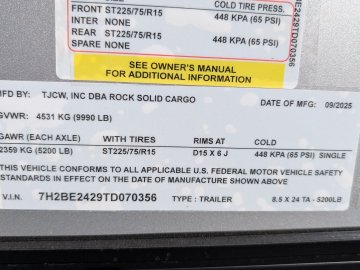 COLD TIRE PRESS.
FRONT ST225/75/R15 448 KPA (65 PSI)
INTER NONE NONE
REAR ST225/75/R15 448 KPA (65 PSI)
SPARE NONE NONE
SEE OWNER'S MANUAL
FOR ADDITIONAL INFORMATION
BE2429TD070356
MFD BY: TJCW, INC DBA ROCK SOLID CARGO DATE OF MFG: 09/2025
GVWR: 4531 KG (9990 LB)
GAWR (EACH AXLE) WITH TIRES RIMS AT COLD
2359 KG (5200 LB) ST225/75/R15 D15 X 6 J 448 KPA (65 PSI) SINGLE
THIS VEHICLE CONFORMS TO ALL APPLICABLE U.S. FEDERAL MOTOR VEHICLE SAFETY
STANDARDS IN EFFECT ON THE DATE OF MANUFACTURE SHOWN ABOVE.
V.I.N. 7H2BE2429TD070356 TYPE: TRAILER 8.5 X 24 TA - 5200LB